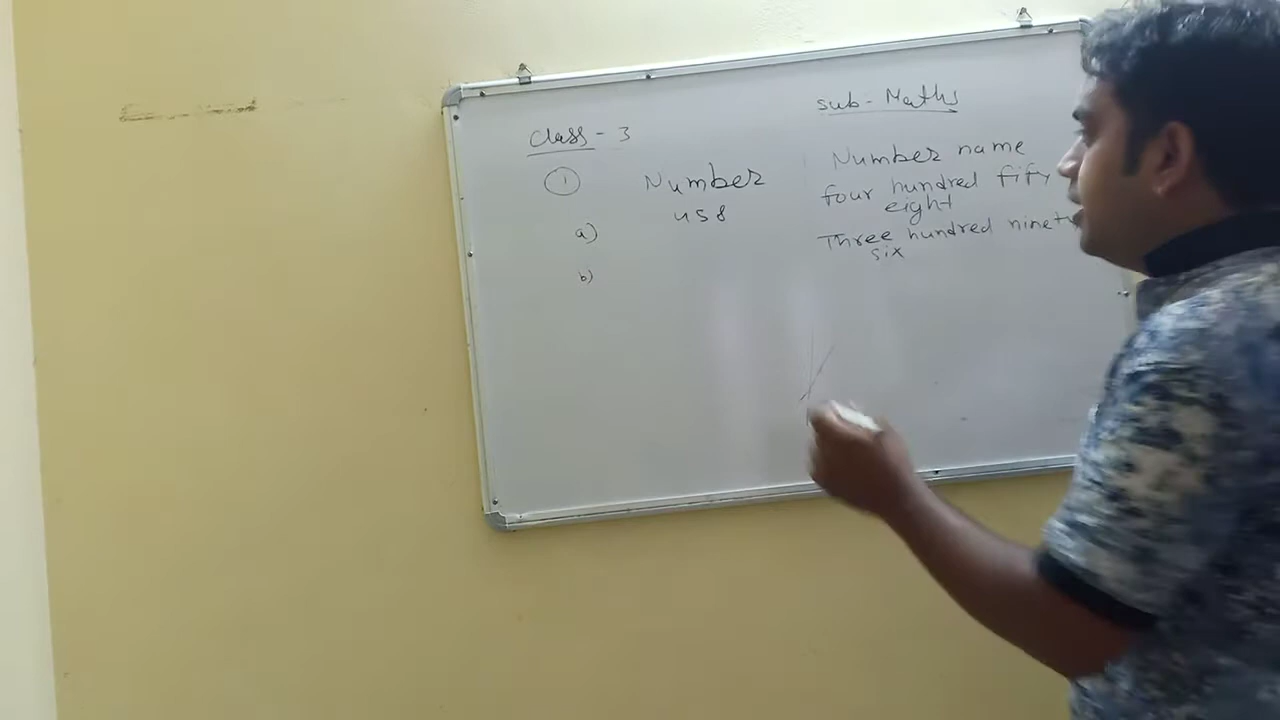 sub - Maths
Class - 3
① Number Number name
a) 458 four hundred fifty eight
b) Three hundred ninety six